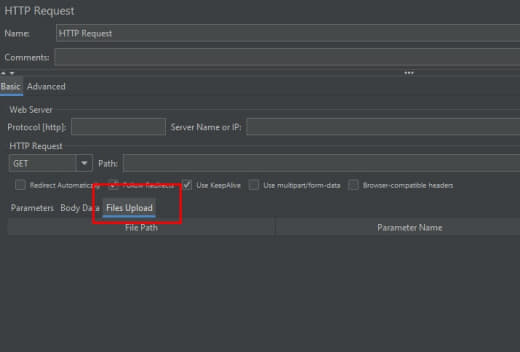 HTTP Request
Name: HTTP Request
Comments:
Basic Advanced
Web Server
Protocol [http]: Server Name or IP:
HTTP Request
GET Path:
Redirect Automatically Follow Redirects Use KeepAlive Use multipart/form-data Browser-compatible headers
Parameters Body Data Files Upload
File Path Parameter Name